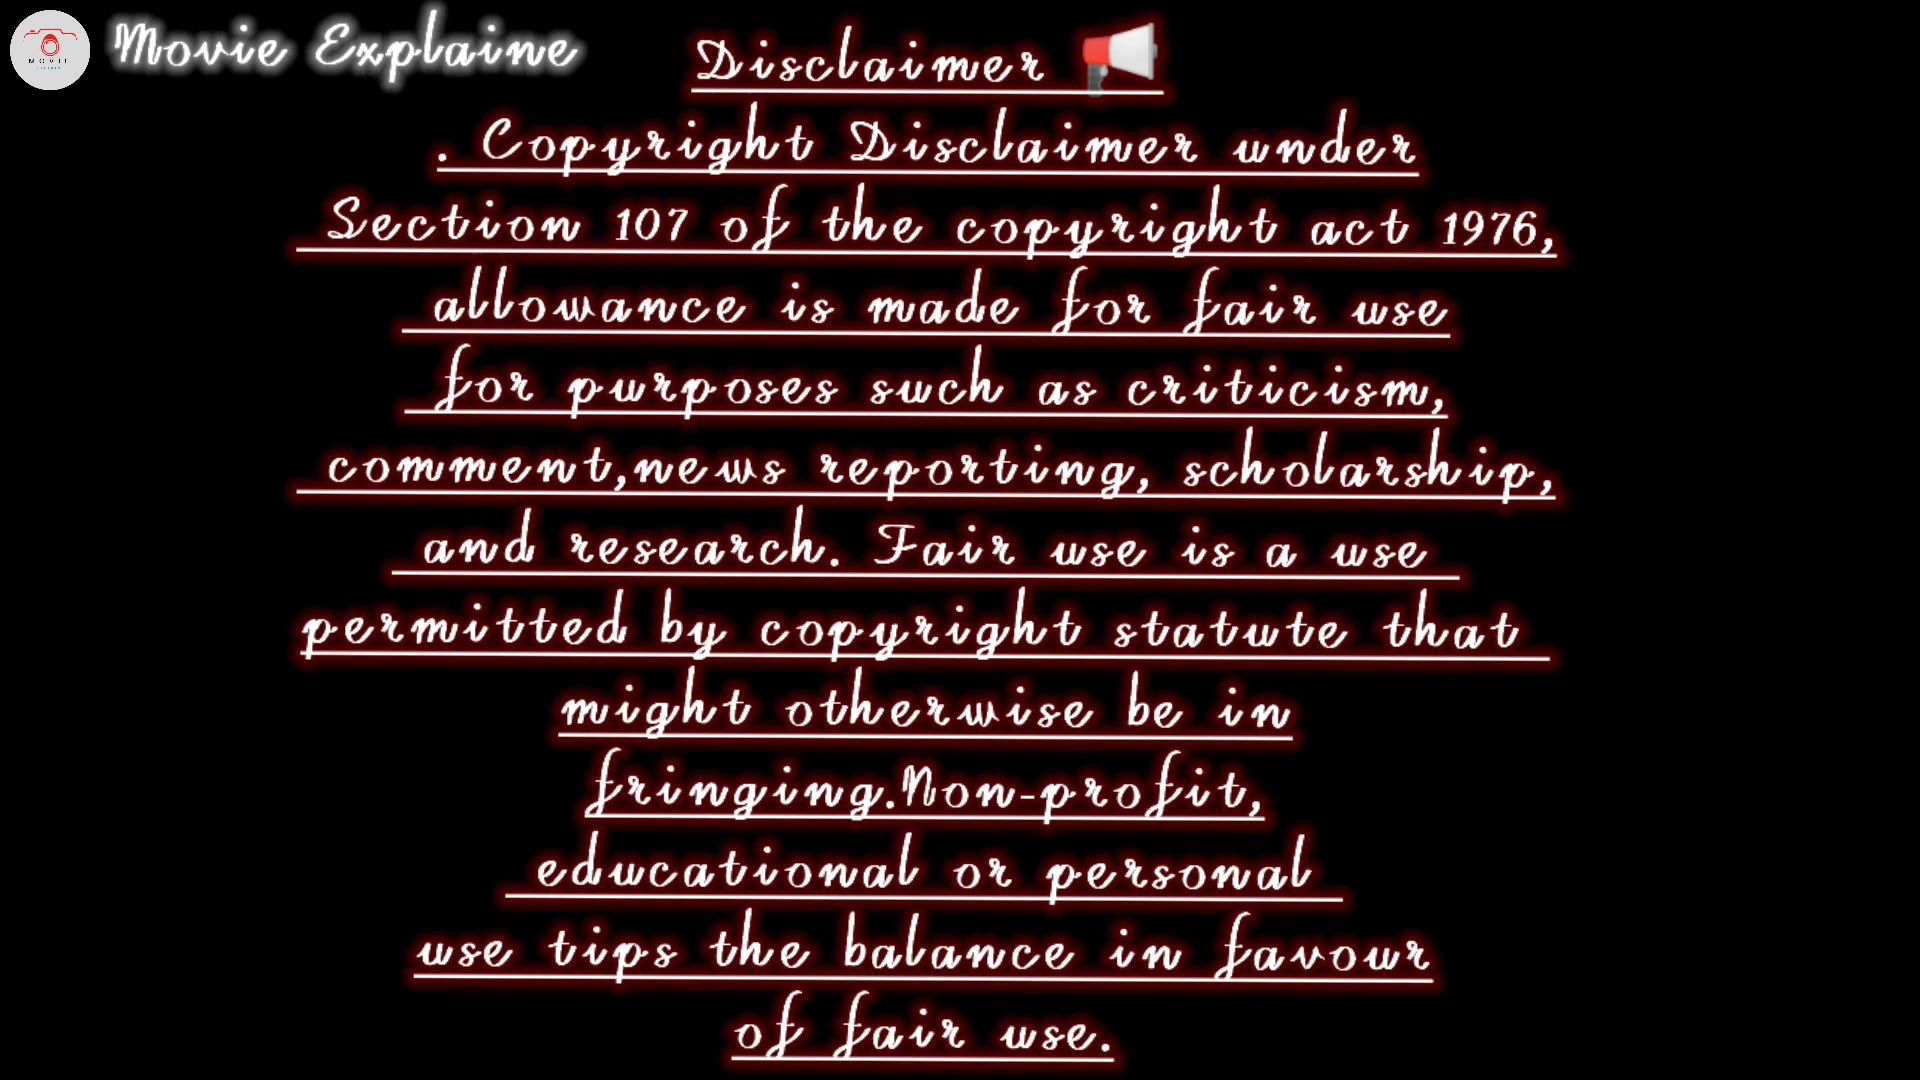 Movie Explaine
MOVIE
Disclaimer 📢
. Copyright Disclaimer under
Section 107 of the copyright act 1976,
allowance is made for fair use
for purposes such as criticism,
comment,news reporting, scholarship,
and research. Fair use is a use
permitted by copyright statute that
might otherwise be in
fringing.Non-profit,
educational or personal
use tips the balance in favour
of fair use.